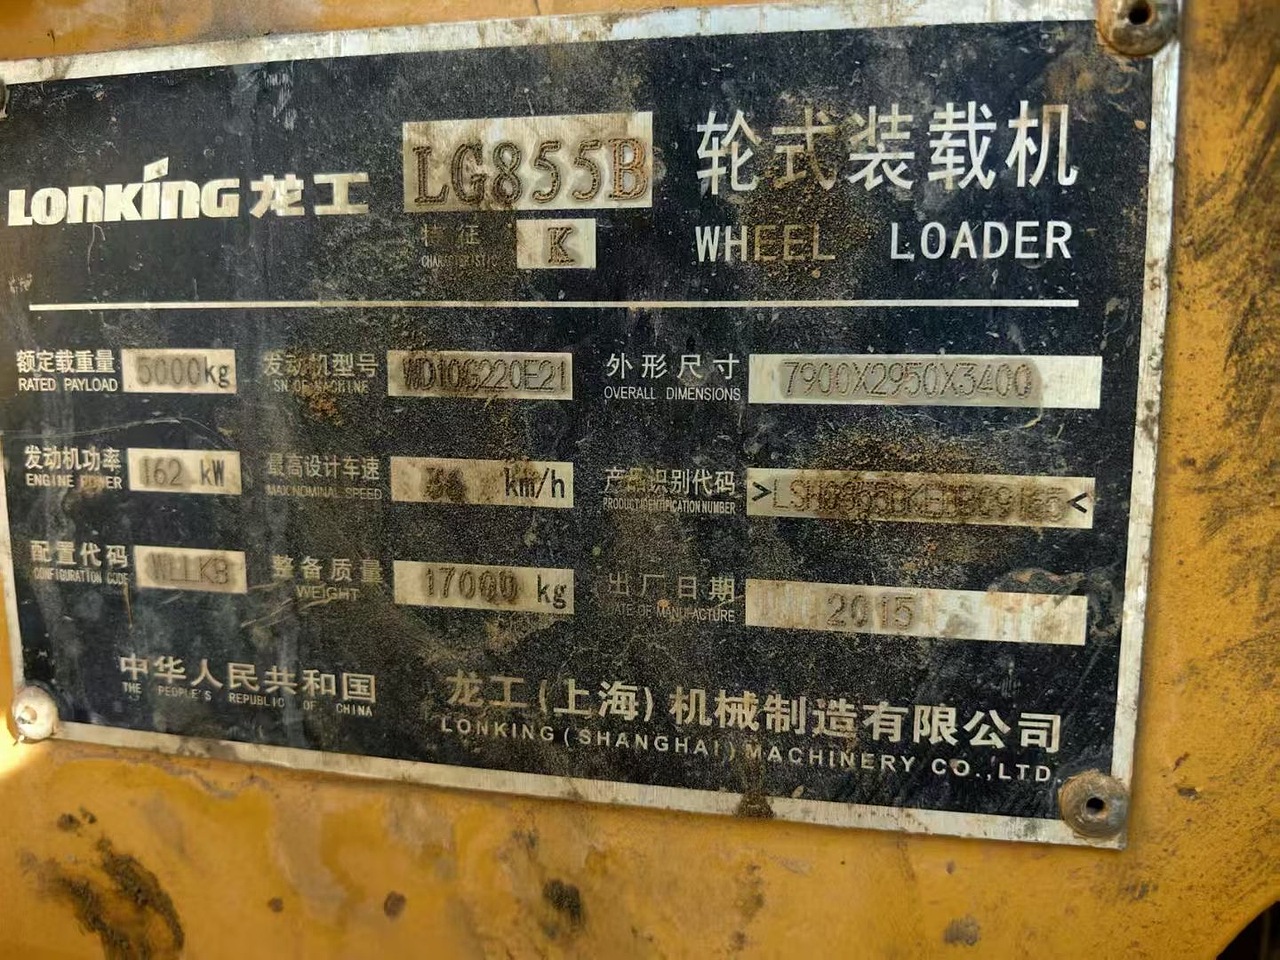 LONKING 龙工 LG855B 轮式装载机
特征 K WHEEL LOADER
CHARACTERISTIC
额定载重量 5000kg 发动机型号 WD10G220E21 外形尺寸 7900X2950X3400
RATED PAYLOAD SN OF MACHINE OVERALL DIMENSIONS
发动机功率 162 kW 最高设计车速 km/h 产品识别代码
ENGINE POWER MAX NOMINAL SPEED PRODUCT IDENTIFICATION NUMBER
配置代码 整备质量 17000 kg 出厂日期 2015
CONFIGURATION CODE WEIGHT DATE OF MANUFACTURE
中华人民共和国 龙工(上海)机械制造有限公司
THE PEOPLE'S REPUBLIC OF CHINA LONKING (SHANGHAI) MACHINERY CO.,LTD.